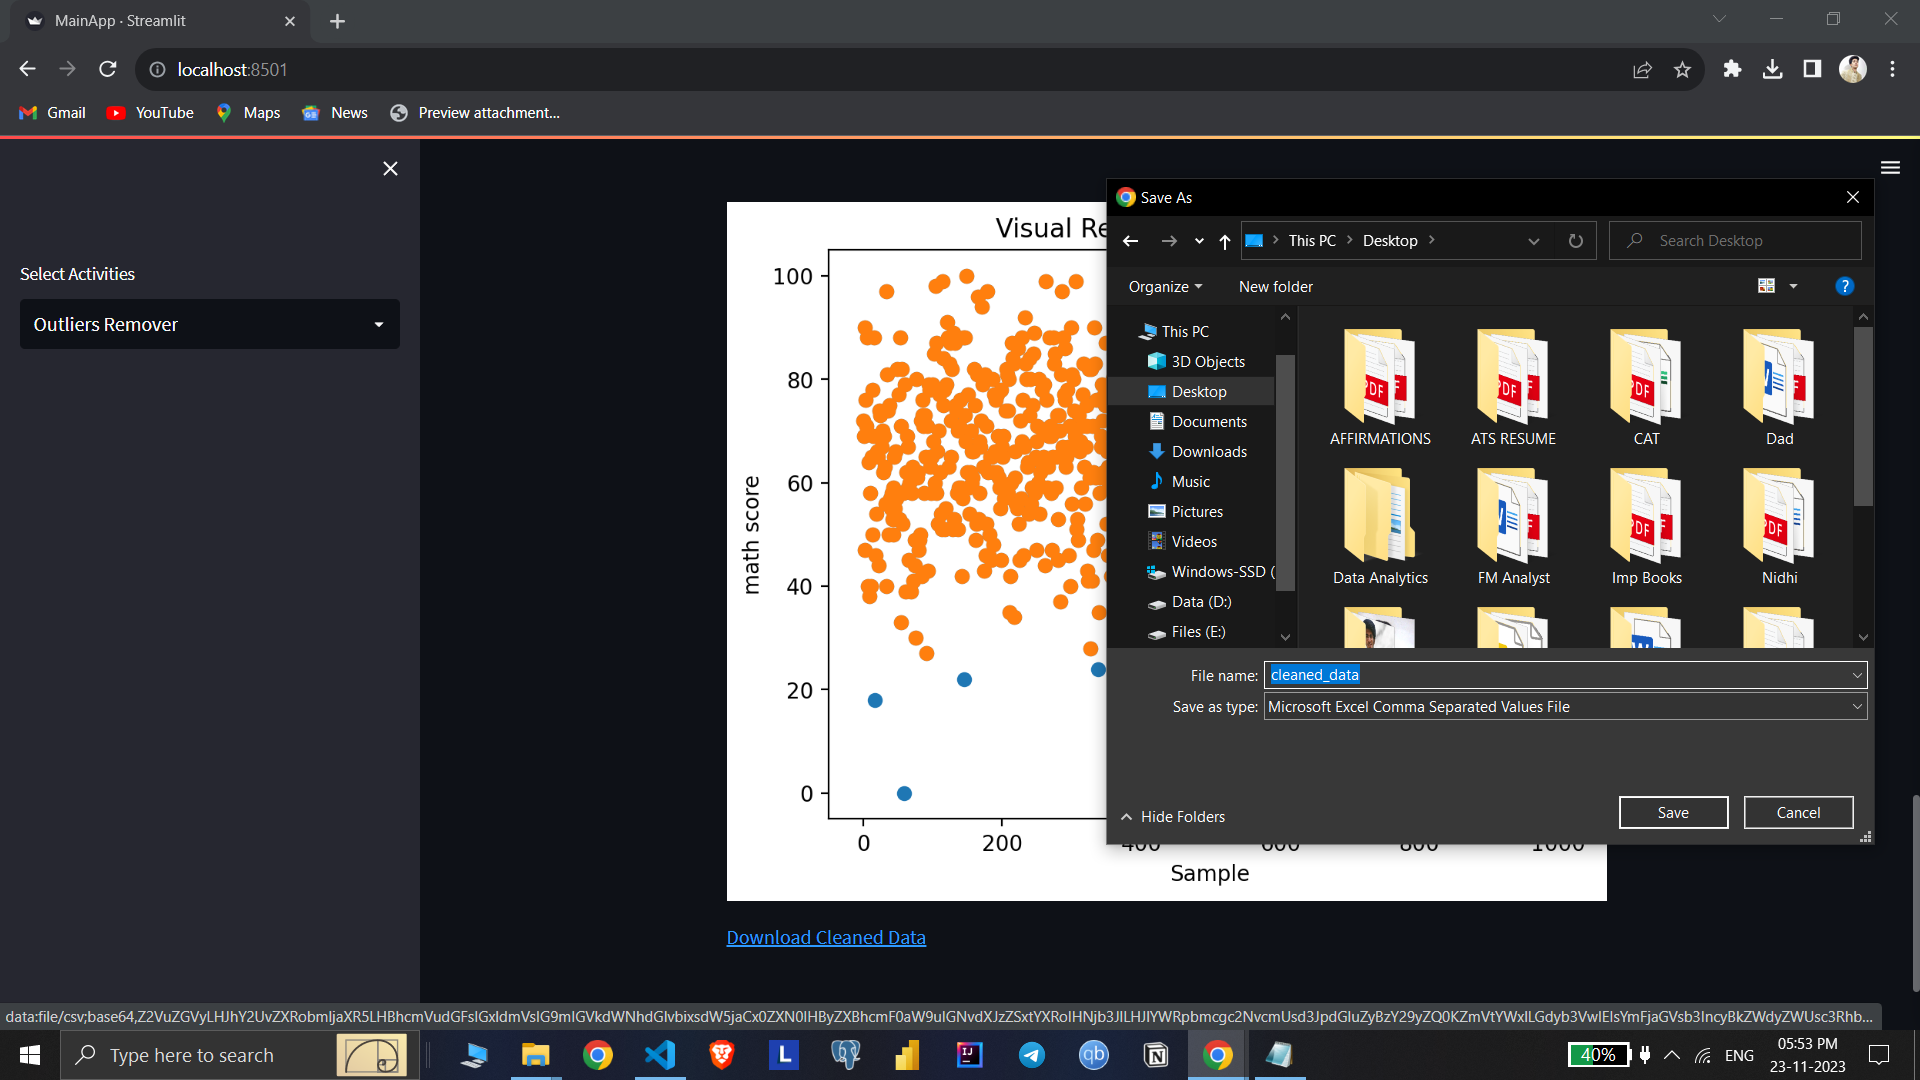 MainApp · Streamlit
localhost:8501
Gmail
YouTube
Maps
News
Preview attachment...
Select Activities
Outliers Remover
Visual Re
100
80
60
40
20
0
math score
0
200
400
600
800
1000
Sample
Download Cleaned Data
Save As
This PC
Desktop
Search Desktop
Organize
New folder
This PC
3D Objects
Desktop
Documents
Downloads
Music
Pictures
Videos
Windows-SSD (
Data (D:)
Files (E:)
AFFIRMATIONS
ATS RESUME
CAT
Dad
Data Analytics
FM Analyst
Imp Books
Nidhi
File name:
cleaned_data
Save as type:
Microsoft Excel Comma Separated Values File
Hide Folders
Save
Cancel
Type here to search
40%
ENG
05:53 PM
23-11-2023